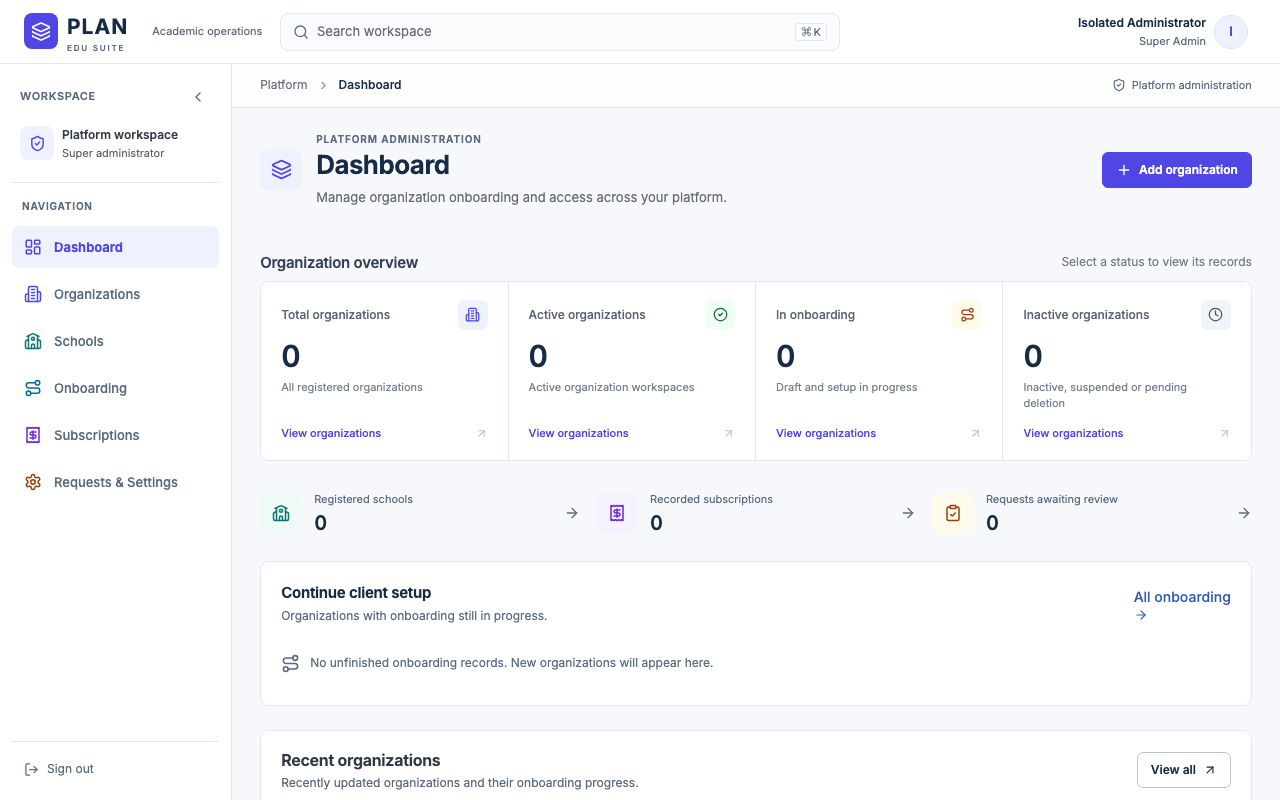 PLAN
EDU SUITE
Academic operations
Search workspace
⌘K
Isolated Administrator
Super Admin
I
WORKSPACE
Platform workspace
Super administrator
NAVIGATION
Dashboard
Organizations
Schools
Onboarding
Subscriptions
Requests & Settings
Sign out
Platform
Dashboard
Platform administration
PLATFORM ADMINISTRATION
Dashboard
Manage organization onboarding and access across your platform.
Add organization
Organization overview
Select a status to view its records
Total organizations
0
All registered organizations
View organizations
Active organizations
0
Active organization workspaces
View organizations
In onboarding
0
Draft and setup in progress
View organizations
Inactive organizations
0
Inactive, suspended or pending
deletion
View organizations
Registered schools
0
Recorded subscriptions
0
Requests awaiting review
0
Continue client setup
Organizations with onboarding still in progress.
All onboarding
No unfinished onboarding records. New organizations will appear here.
Recent organizations
Recently updated organizations and their onboarding progress.
View all